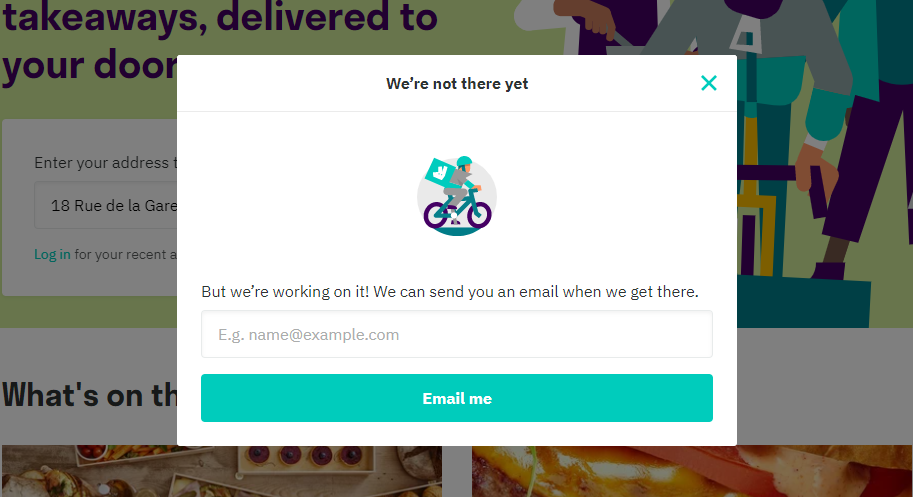 takeaways, delivered to
your door
We’re not there yet
Enter your address t
18 Rue de la Gare
Log in for your recent a
But we’re working on it! We can send you an email when we get there.
E.g. name@example.com
Email me
What's on th